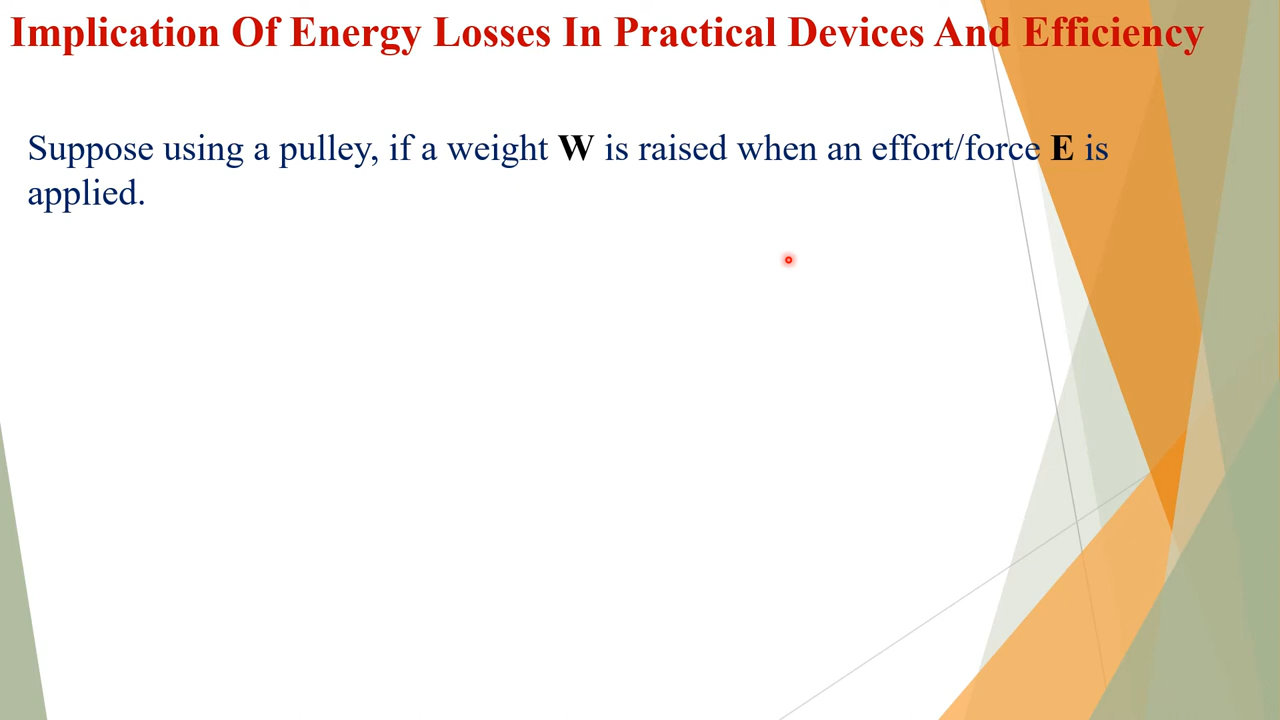 Implication Of Energy Losses In Practical Devices And Efficiency
Suppose using a pulley, if a weight W is raised when an effort/force E is
applied.